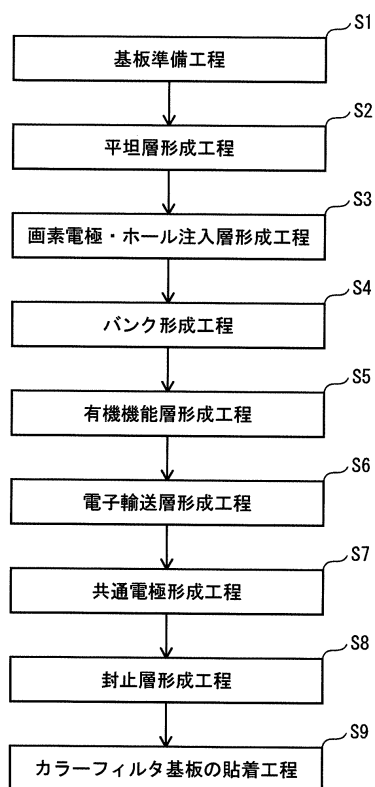 S1
基板準備工程
S2
平坦層形成工程
S3
画素電極・ホール注入層形成工程
S4
バンク形成工程
S5
有機機能層形成工程
S6
電子輸送層形成工程
S7
共通電極形成工程
S8
封止層形成工程
S9
カラーフィルタ基板の貼着工程